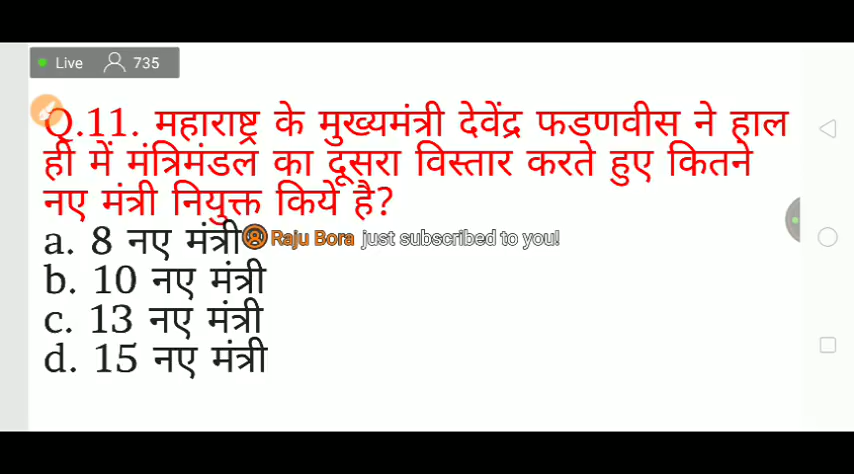 Live 735
Q.11. महाराष्ट्र के मुख्यमंत्री देवेंद्र फडणवीस ने हाल
ही में मंत्रिमंडल का दूसरा विस्तार करते हुए कितने
नए मंत्री नियुक्त किये है?
a. 8 नए मंत्री
Raju Bora just subscribed to you!
b. 10 नए मंत्री
c. 13 नए मंत्री
d. 15 नए मंत्री